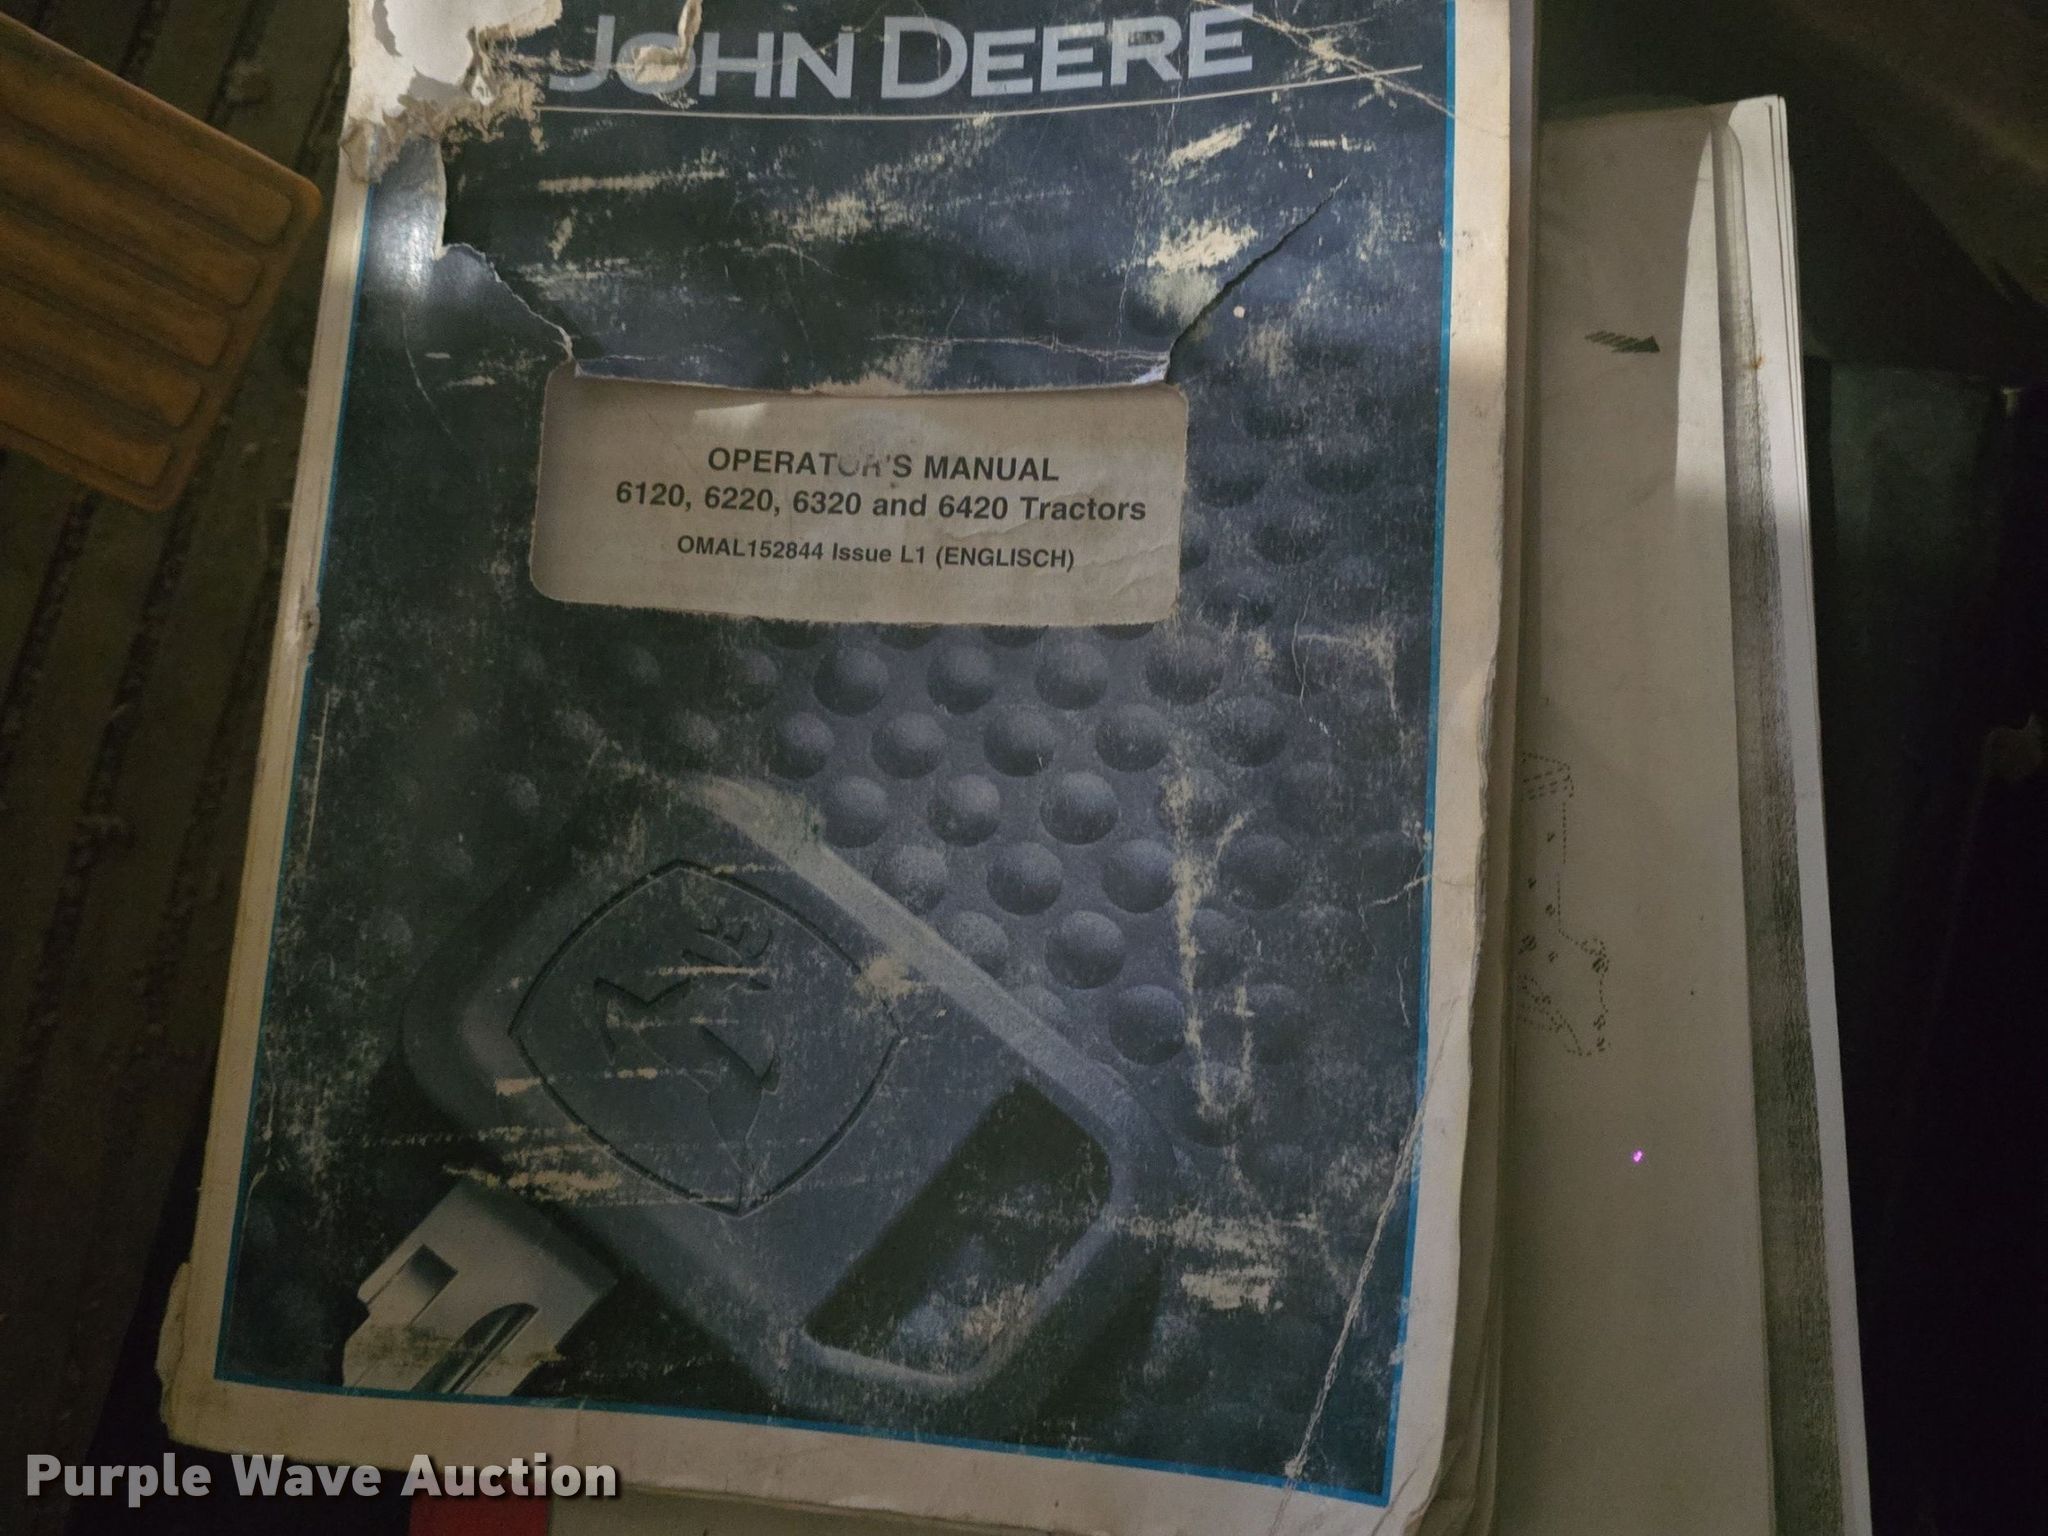 JOHN DEERE
OPERATOR'S MANUAL
6120, 6220, 6320 and 6420 Tractors
OMAL152844 Issue L1 (ENGLISCH)
Purple Wave Auction